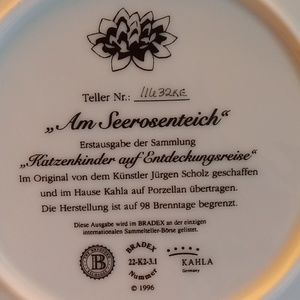 Teller Nr.: 11632RE
„Am Seerosenteich“
Erstausgabe der Sammlung
„Katzenkinder auf Entdeckungsreise“
Im Original von dem Künstler Jürgen Scholz geschaffen
und im Hause Kahla auf Porzellan übertragen.
Die Herstellung ist auf 98 Brenntage begrenzt.
Diese Ausgabe wird im BRADEX an der einzigen
internationalen Sammelteller-Börse gelistet.
B
BRADEX
22-K2-3.1
Nummer
KAHLA
Germany
© 1996